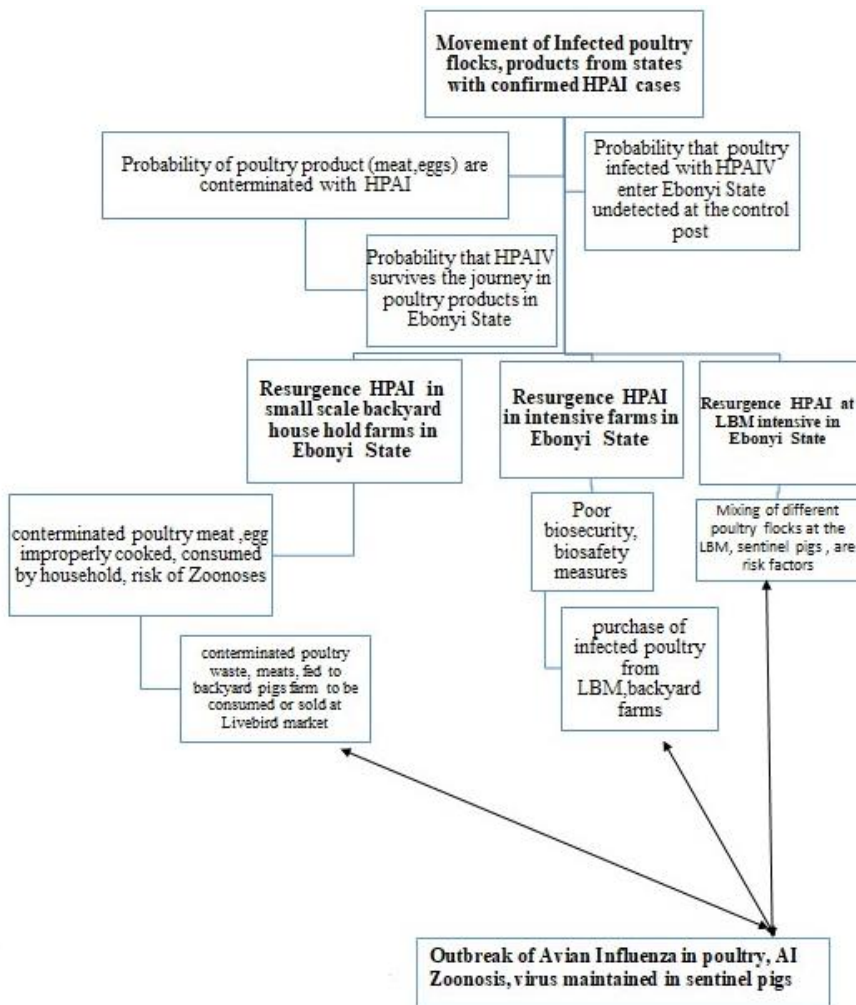 Movement of Infected poultry
flocks, products from states
with confirmed HPAI cases
Probability of poultry product (meat,eggs) are
conterminated with HPAI
Probability that poultry
infected with HPAIV
enter Ebonyi State
undetected at the control
post
Probability that HPAIV
survives the journey in
poultry products in
Ebonyi State
Resurgence HPAI in
small scale backyard
house hold farms in
Ebonyi State
Resurgence HPAI
in intensive farms in
Ebonyi State
Resurgence HPAI at
LBM intensive in
Ebonyi State
conterminated poultry meat ,egg
improperly cooked, consumed
by household, risk of Zoonoses
Poor
biosecurity,
biosafety
measures
Mixing of different
poultry flocks at the
LBM, sentinel pigs , are
risk factors
conterminated poultry
waste, meats, fed to
backyard pigs farm to be
consumed or sold at
Livebird market
purchase of
infected poultry
from
LBM,backyard
farms
Outbreak of Avian Influenza in poultry, AI
Zoonosis, virus maintained in sentinel pigs